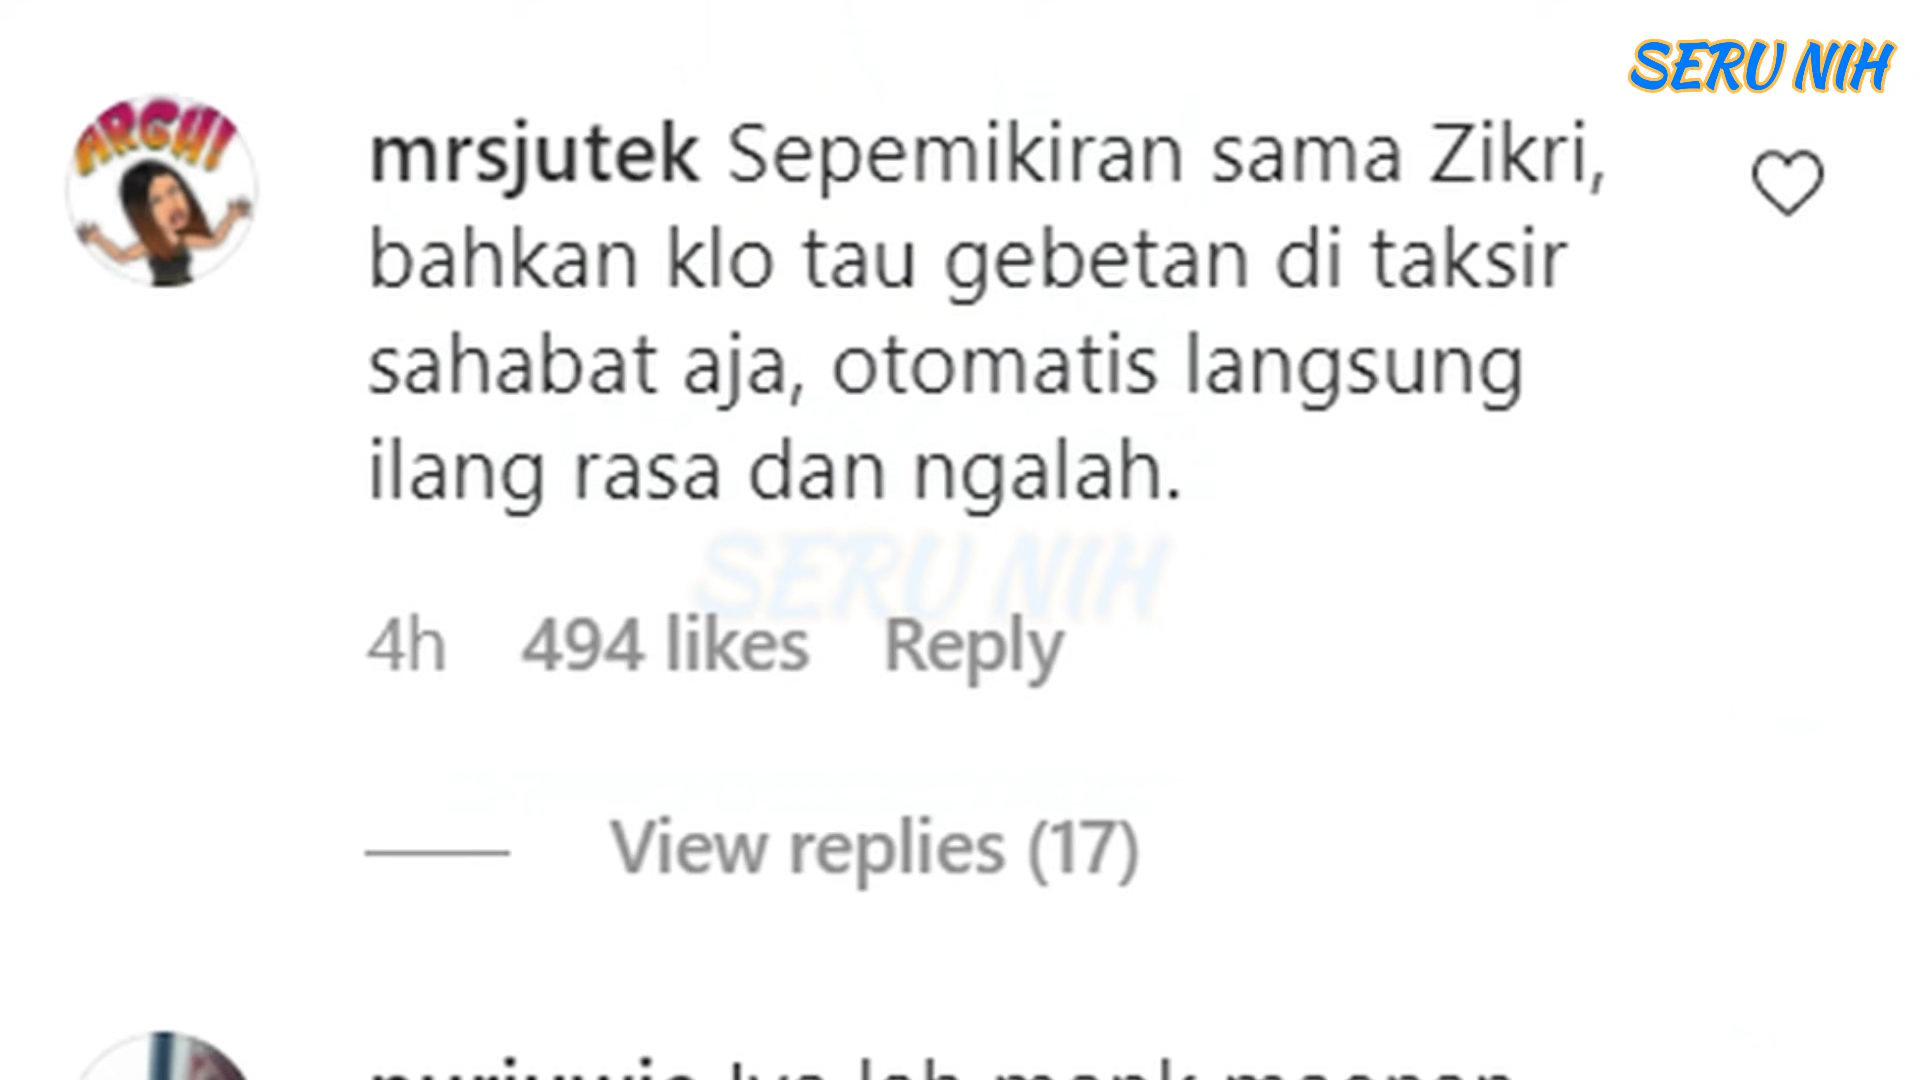 SERU NIH
ARGH!
mrsjutek Sepemikiran sama Zikri,
bahkan klo tau gebetan di taksir
sahabat aja, otomatis langsung
ilang rasa dan ngalah.
SERU NIH
4h 494 likes Reply
View replies (17)